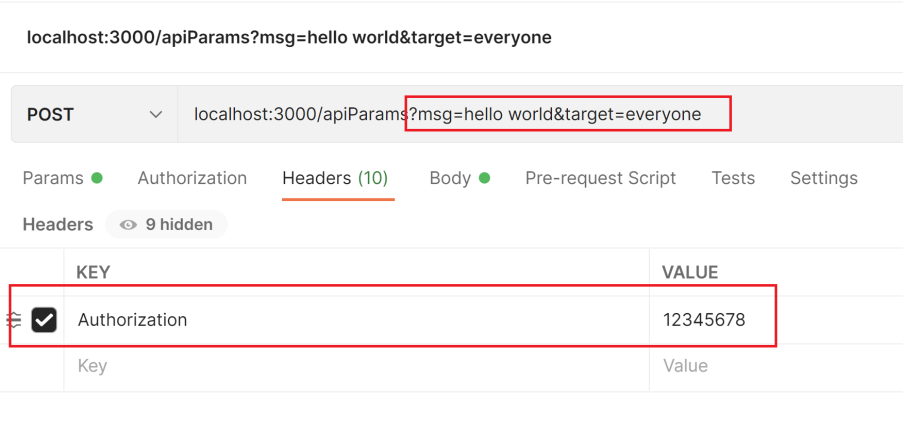 localhost:3000/apiParams?msg=hello world&target=everyone
POST localhost:3000/apiParams?msg=hello world&target=everyone
Params Authorization Headers (10) Body Pre-request Script Tests Settings
Headers 9 hidden
KEY VALUE
Authorization 12345678
Key Value